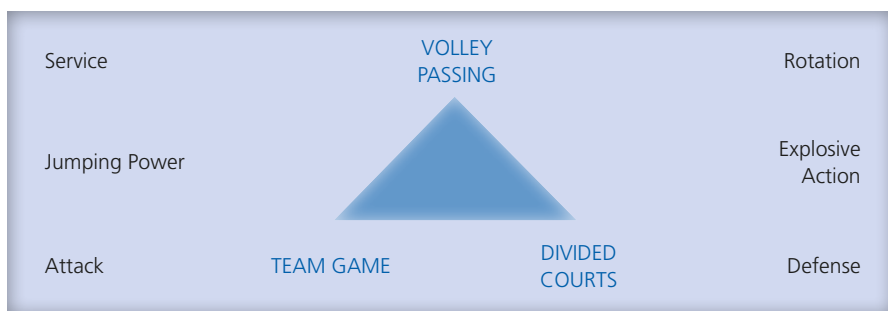 Service
VOLLEY
PASSING
Rotation
Jumping Power
Explosive
Action
Attack
TEAM GAME
DIVIDED
COURTS
Defense